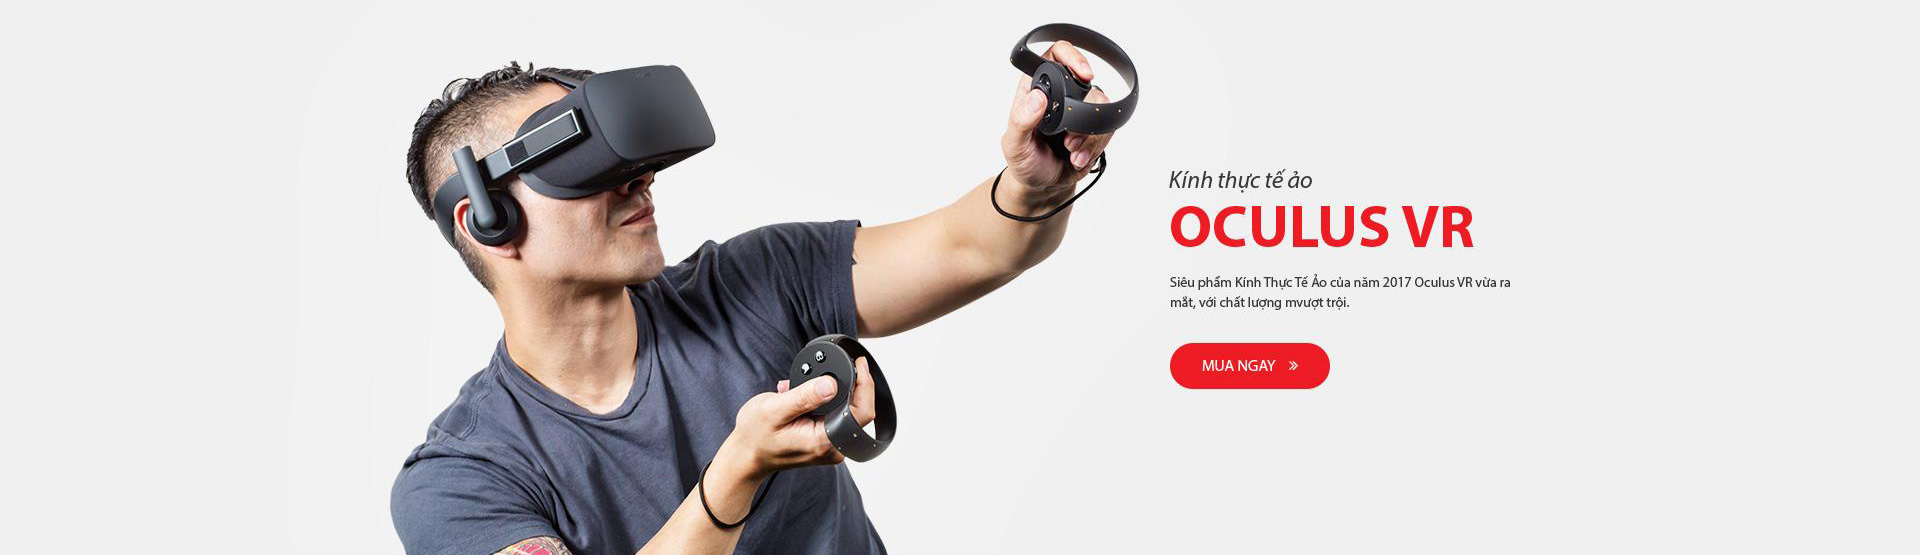 Kính thực tế ảo
OCULUS VR
Siêu phẩm Kính Thực Tế Ảo của năm 2017 Oculus VR vừa ra
mắt, với chất lượng mvượt trội.
MUA NGAY »